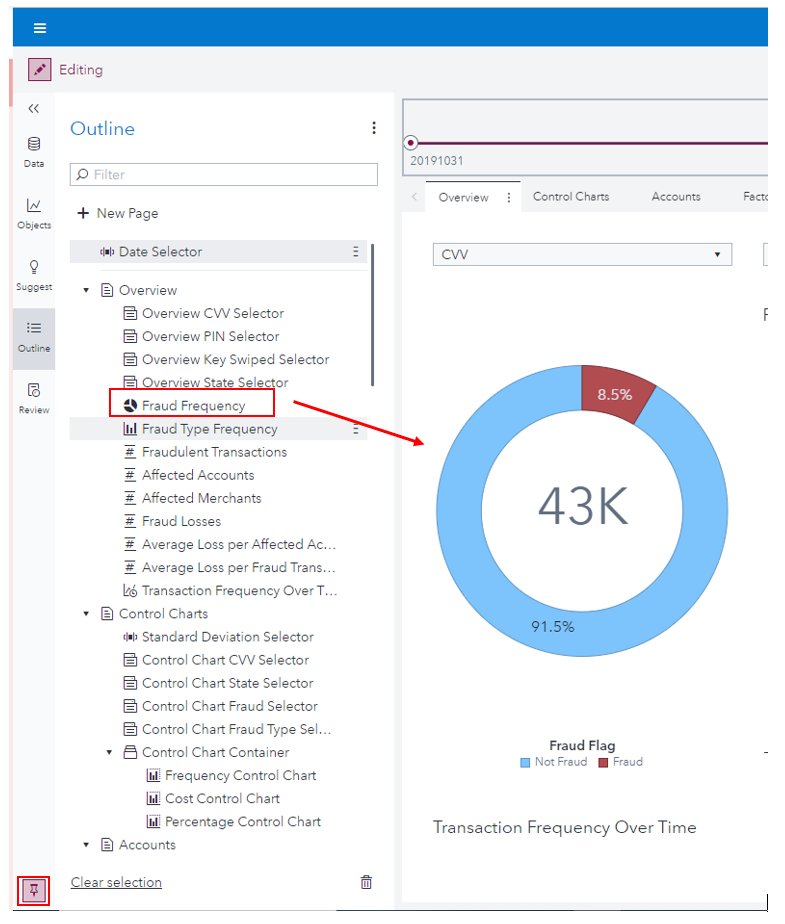 Editing
Data
Objects
Suggest
Outline
Review
Outline
Filter
New Page
Date Selector
Overview
Overview CVV Selector
Overview PIN Selector
Overview Key Swiped Selector
Overview State Selector
Fraud Frequency
Fraud Type Frequency
Fraudulent Transactions
Affected Accounts
Affected Merchants
Fraud Losses
Average Loss per Affected Ac...
Average Loss per Fraud Trans...
Transaction Frequency Over T...
Control Charts
Standard Deviation Selector
Control Chart CVV Selector
Control Chart State Selector
Control Chart Fraud Selector
Control Chart Fraud Type Sel...
Control Chart Container
Frequency Control Chart
Cost Control Chart
Percentage Control Chart
Accounts
Clear selection
20191031
Overview Control Charts Accounts Facto
CVV
8.5%
43K
91.5%
Fraud Flag
Not Fraud Fraud
Transaction Frequency Over Time